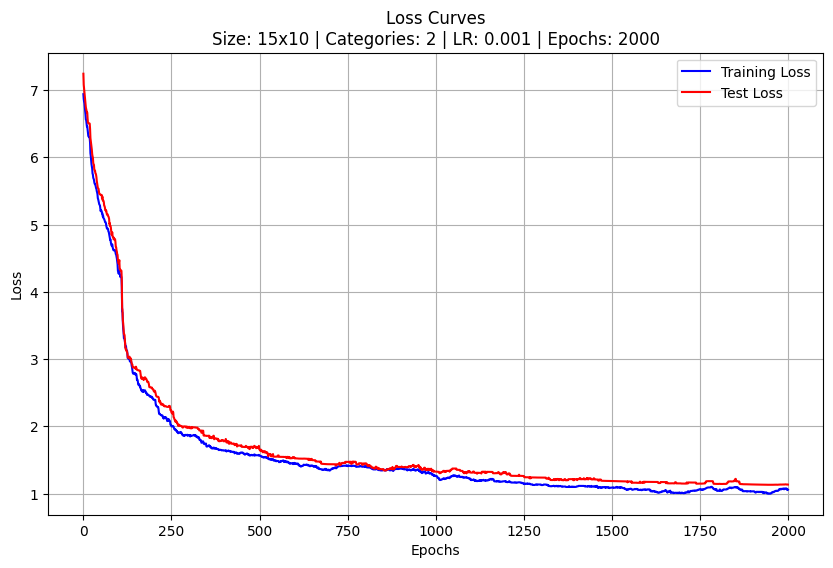 Loss Curves
Size: 15x10 | Categories: 2 | LR: 0.001 | Epochs: 2000
Training Loss
Test Loss
7
6
5
4
3
2
1
Loss
0 250 500 750 1000 1250 1500 1750 2000
Epochs